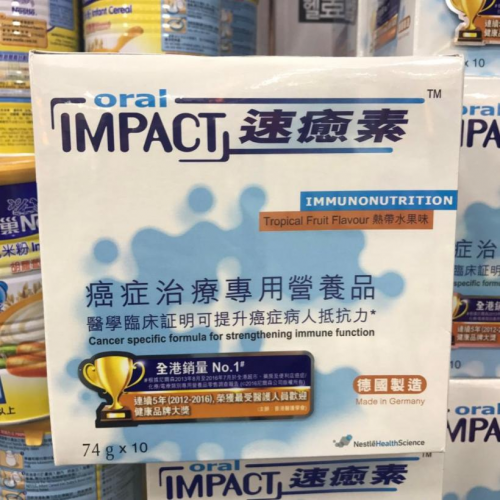 oral
IMPACT 速癒素 TM
IMMUNONUTRITION
Tropical Fruit Flavour 熱帶水果味
癌症治療專用營養品
醫學臨床証明可提升癌症病人抵抗力*
Cancer specific formula for strengthening immune function
全港銷量 No.1#
連續5年(2012-2016),榮獲最受醫護人員歡迎
健康品牌大獎
德國製造
Made in Germany
74 g x 10
NestléHealthScience
Infant Cereal
x 10
oral
IMPACT 速癒素
TM